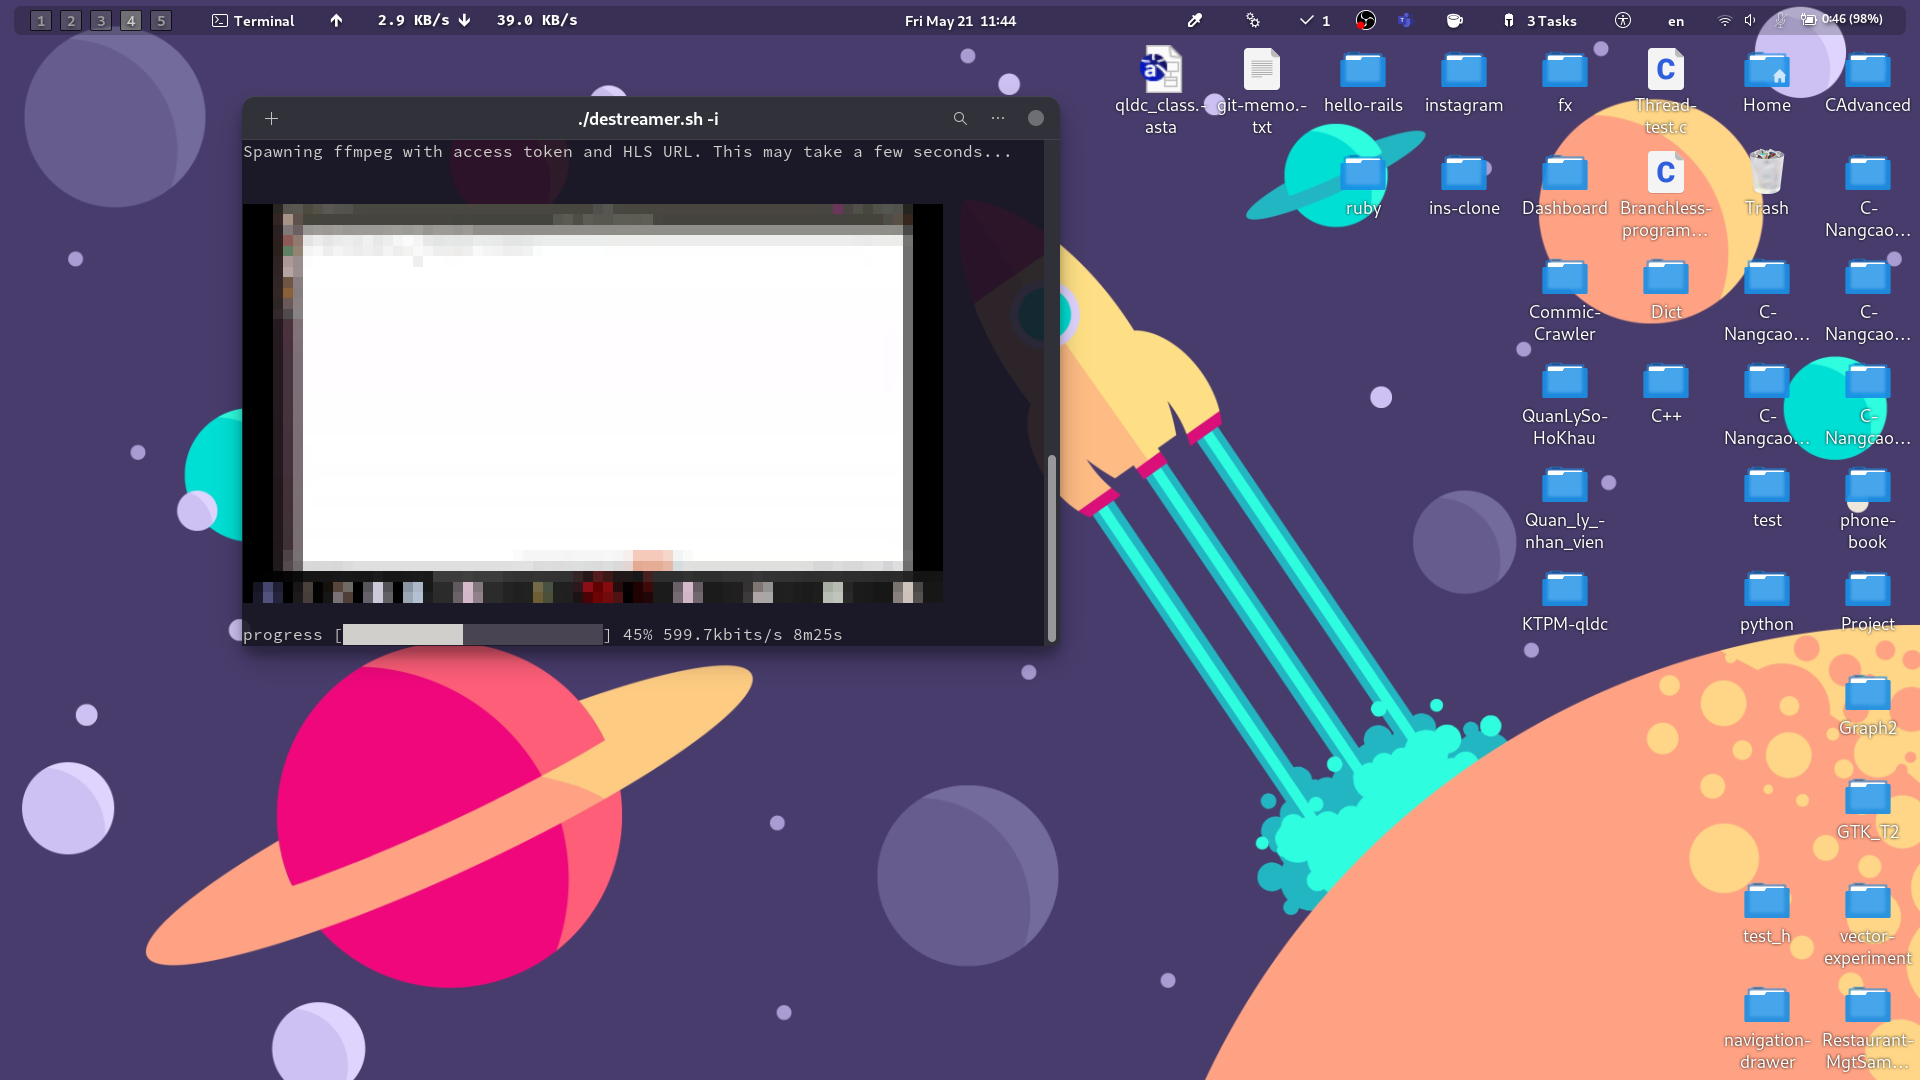 1 2 3 4 5 Terminal 2.9 KB/s 39.0 KB/s Fri May 21 11:44 1 3 Tasks en 0:46 (98%)
./destreamer.sh -i
Spawning ffmpeg with access token and HLS URL. This may take a few seconds...
progress [ ] 45% 599.7kbits/s 8m25s
qldc_class.-
asta
git-memo.-
txt
hello-rails
instagram
fx
Thread-
test.c
Home
CAdvanced
ruby
ins-clone
Dashboard
Branchless-
program...
Trash
C-
Nangcao...
Commic-
Crawler
Dict
C-
Nangcao...
C-
Nangcao...
QuanLySo-
HoKhau
C++
C-
Nangcao...
C-
Nangcao...
Quan_ly_-
nhan_vien
test
phone-
book
KTPM-qldc
python
Project
Graph2
GTK_T2
test_h
vector-
experiment
navigation-
drawer
Restaurant-
MgtSam...